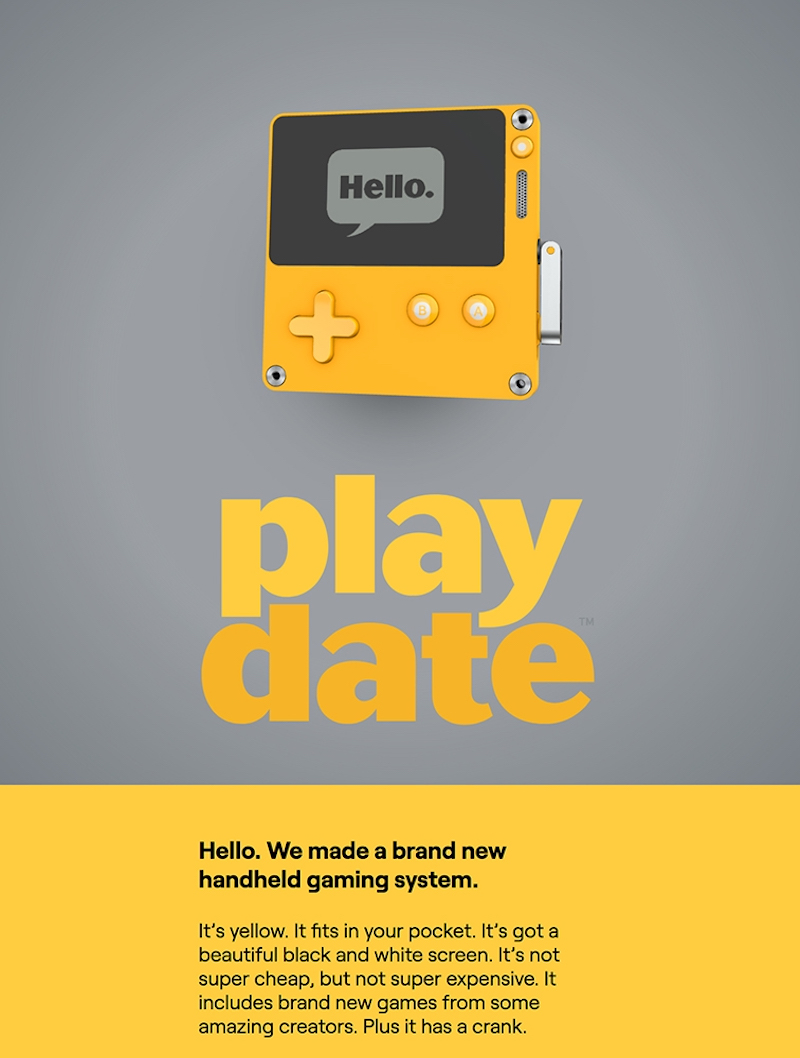 Hello.
B A
play
date™
Hello. We made a brand new
handheld gaming system.
It’s yellow. It fits in your pocket. It’s got a
beautiful black and white screen. It’s not
super cheap, but not super expensive. It
includes brand new games from some
amazing creators. Plus it has a crank.